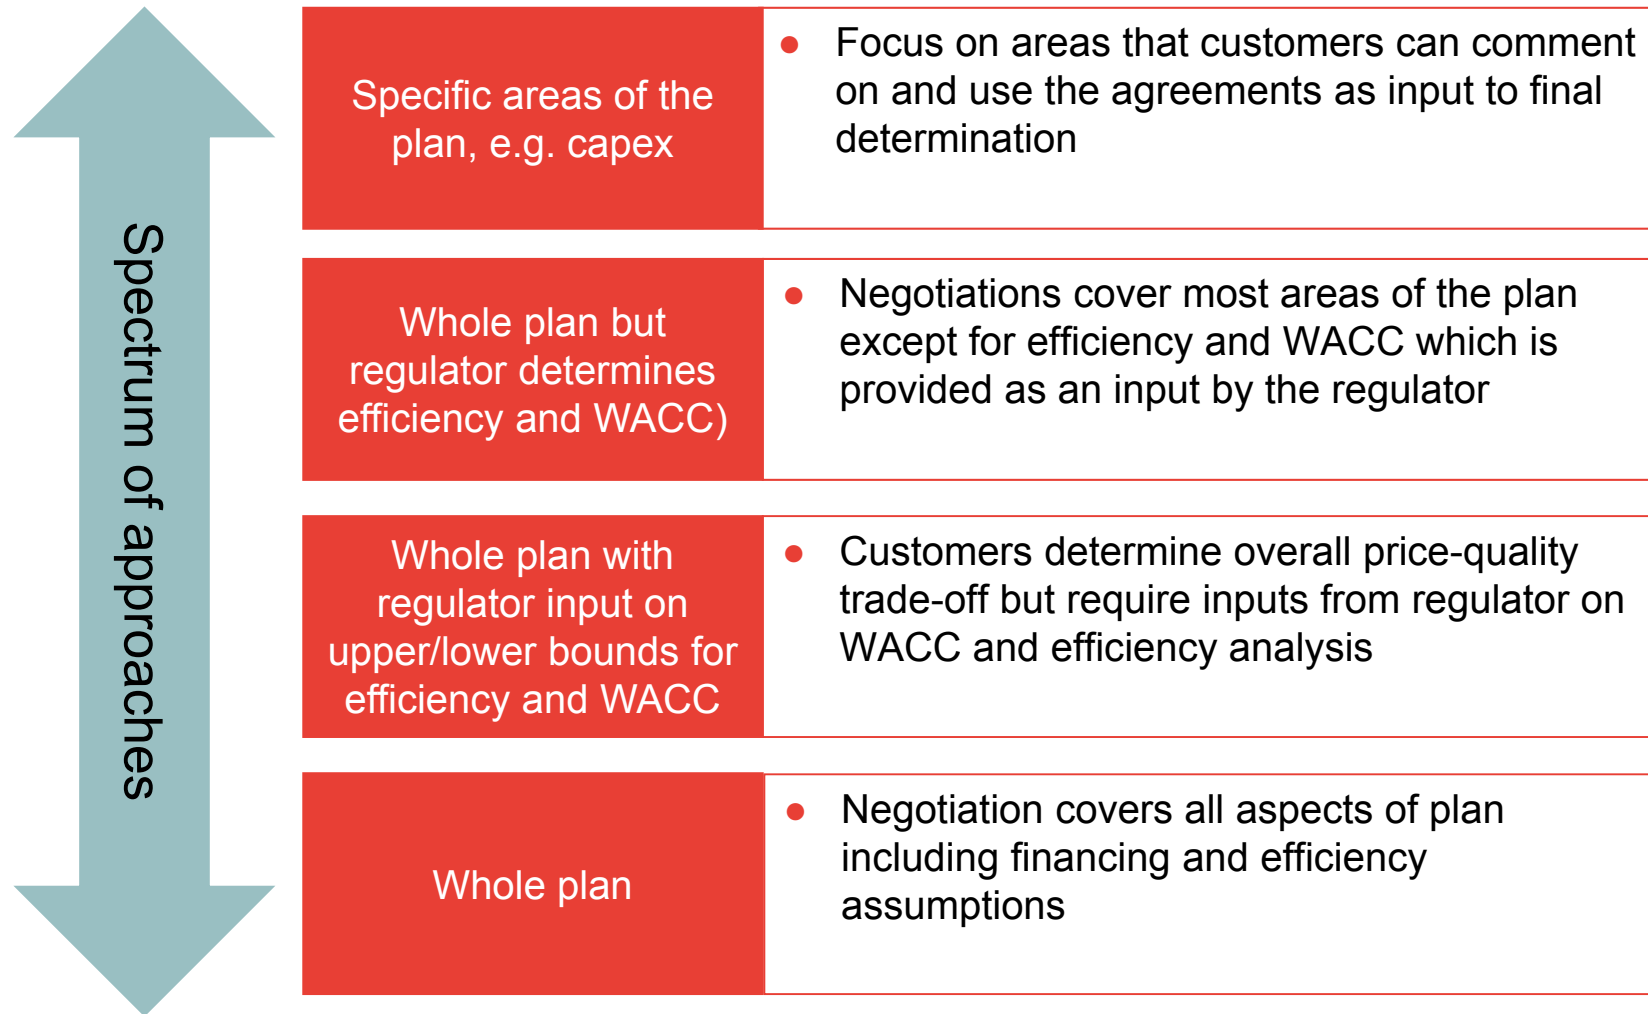 Spectrum of approaches
Specific areas of the
plan, e.g. capex
● Focus on areas that customers can comment
on and use the agreements as input to final
determination
Whole plan but
regulator determines
efficiency and WACC)
● Negotiations cover most areas of the plan
except for efficiency and WACC which is
provided as an input by the regulator
Whole plan with
regulator input on
upper/lower bounds for
efficiency and WACC
● Customers determine overall price-quality
trade-off but require inputs from regulator on
WACC and efficiency analysis
Whole plan
● Negotiation covers all aspects of plan
including financing and efficiency
assumptions